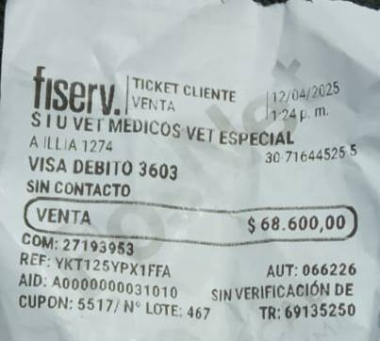 fiserv.
TICKET CLIENTE
VENTA
12/04/2025
1:24 p. m.
S I U VET MEDICOS VET ESPECIAL
A ILLIA 1274
30-71644525 5
VISA DEBITO 3603
SIN CONTACTO
VENTA $ 68.600,00
COM: 27193953
REF: YKT125YPX1FFA
AUT: 066226
AID: A0000000031010
SIN VERIFICACIÓN DE
CUPON: 5517/ N° LOTE: 467
TR: 69135250